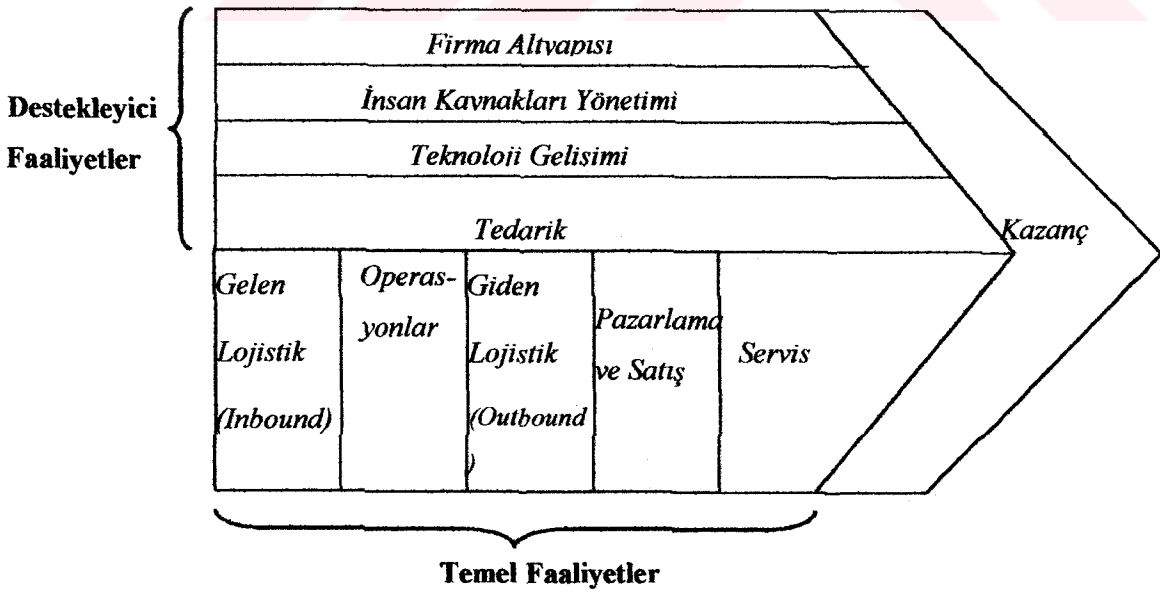 Firma Altyapısı
Destekleyici
Faaliyetler
İnsan Kaynakları Yönetimi
Teknoloji Gelisimi
Tedarik
Kazanç
Gelen
Lojistik
(Inbound)
Operas-
yonlar
Giden
Lojistik
(Outbound
)
Pazarlama
ve Satış
Servis
Temel Faaliyetler